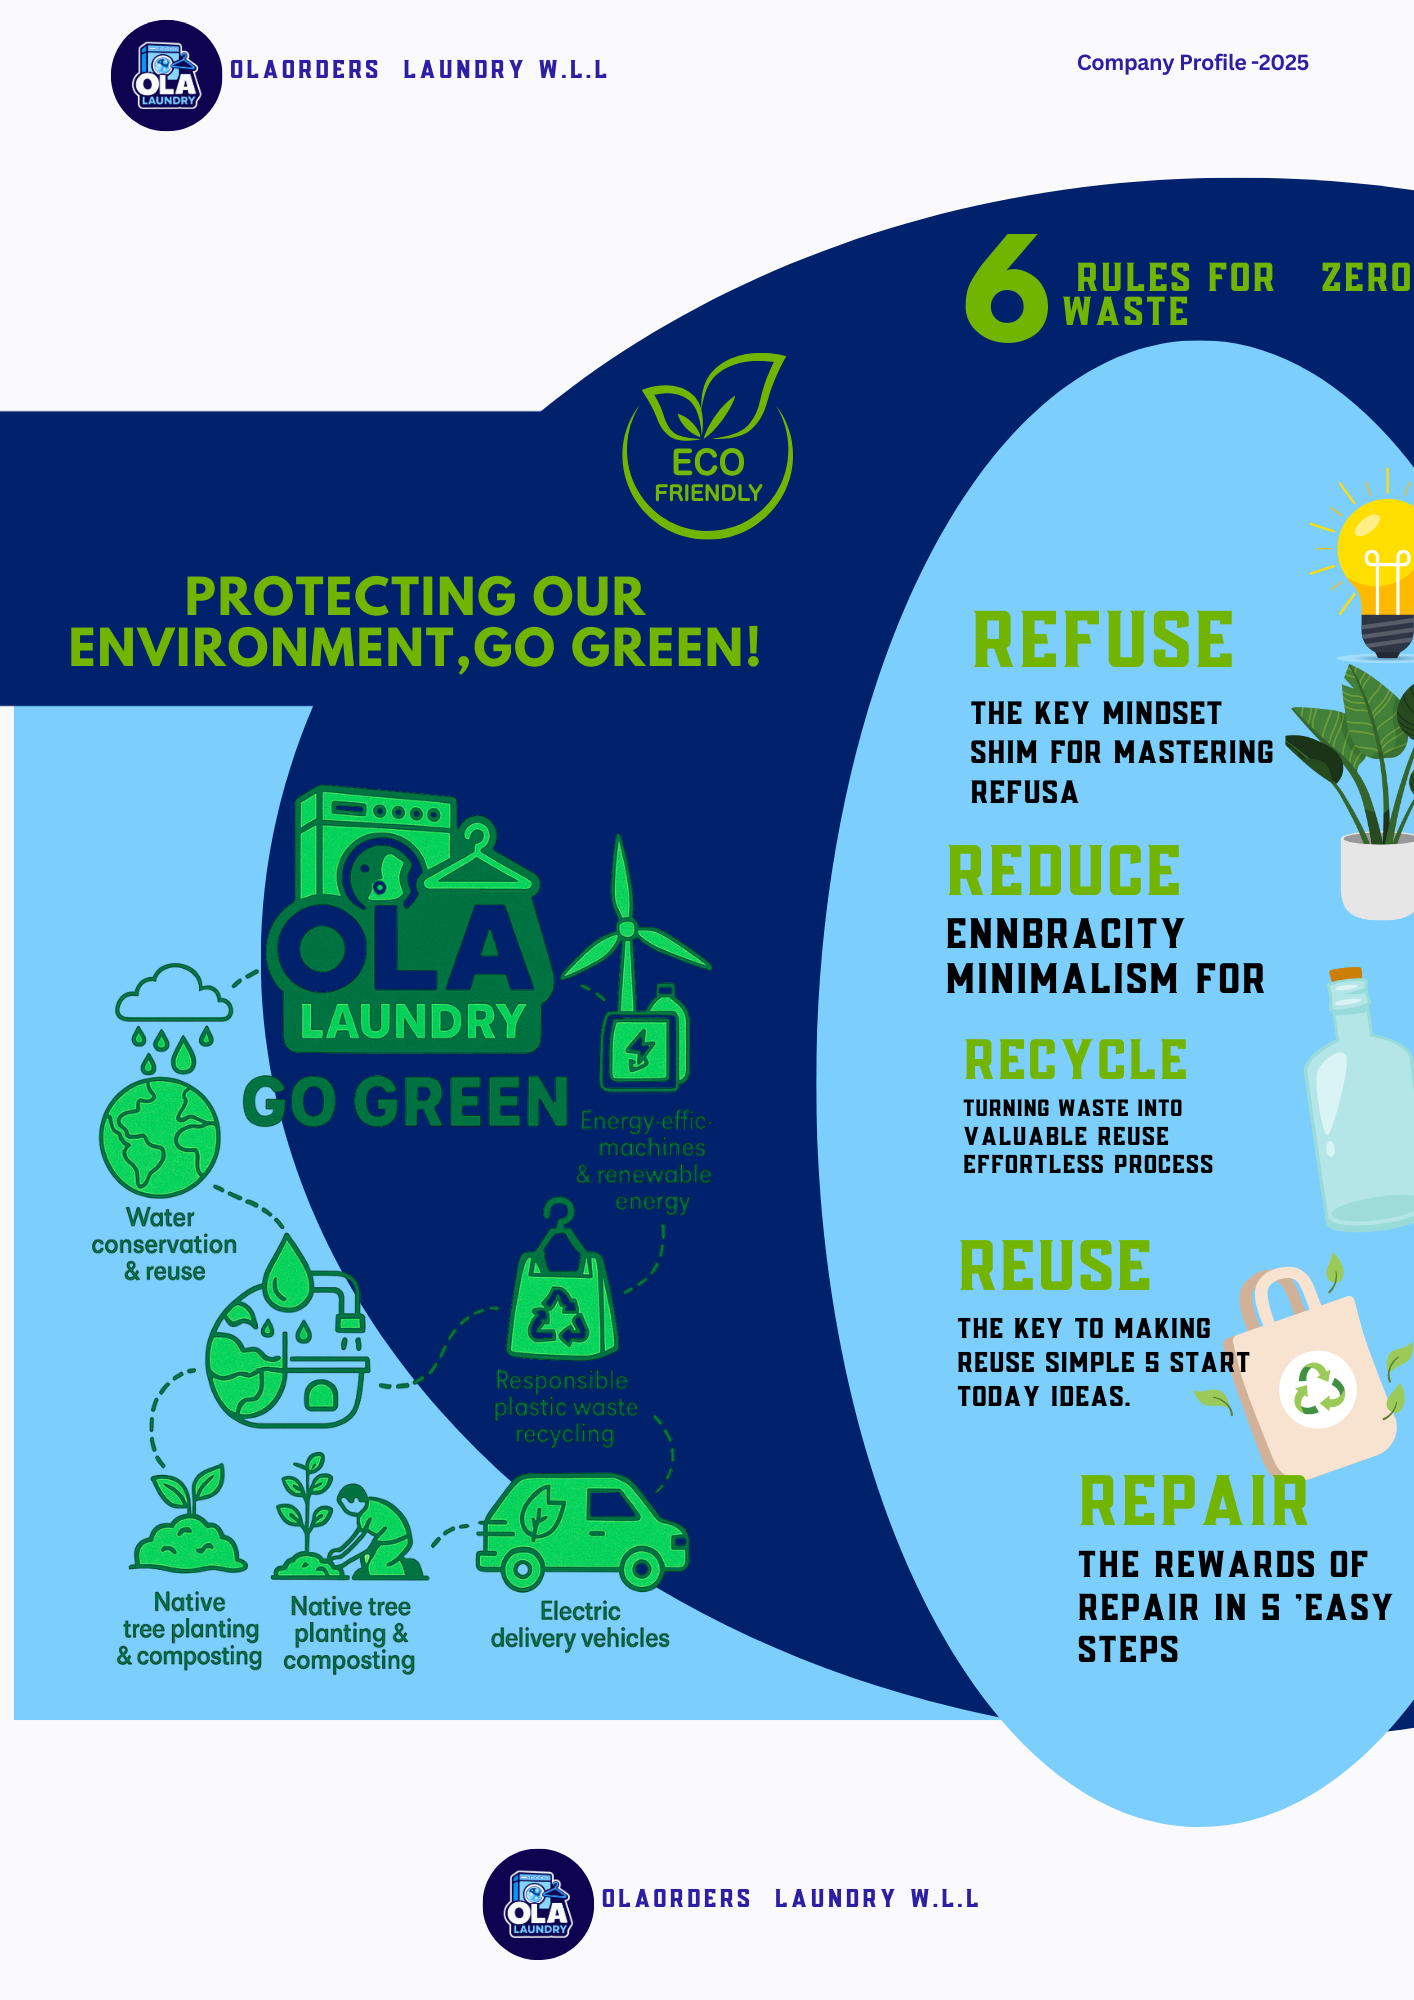 OLA
LAUNDRY
OLAORDERS LAUNDRY W.L.L
Company Profile -2025
6 RULES FOR ZERO
WASTE
ECO
FRIENDLY
PROTECTING OUR
ENVIRONMENT,GO GREEN!
OLA
LAUNDRY
GO GREEN
Energy-effic-
machines
& renewable
energy
Water
conservation
& reuse
Responsible
plastic waste
recycling
Native
tree planting
& composting
Native tree
planting &
composting
Electric
delivery vehicles
REFUSE
THE KEY MINDSET
SHIM FOR MASTERING
REFUSA
REDUCE
ENNBRACITY
MINIMALISM FOR
RECYCLE
TURNING WASTE INTO
VALUABLE REUSE
EFFORTLESS PROCESS
REUSE
THE KEY TO MAKING
REUSE SIMPLE 5 START
TODAY IDEAS.
REPAIR
THE REWARDS OF
REPAIR IN 5 'EASY
STEPS
OLA
LAUNDRY
OLAORDERS LAUNDRY W.L.L